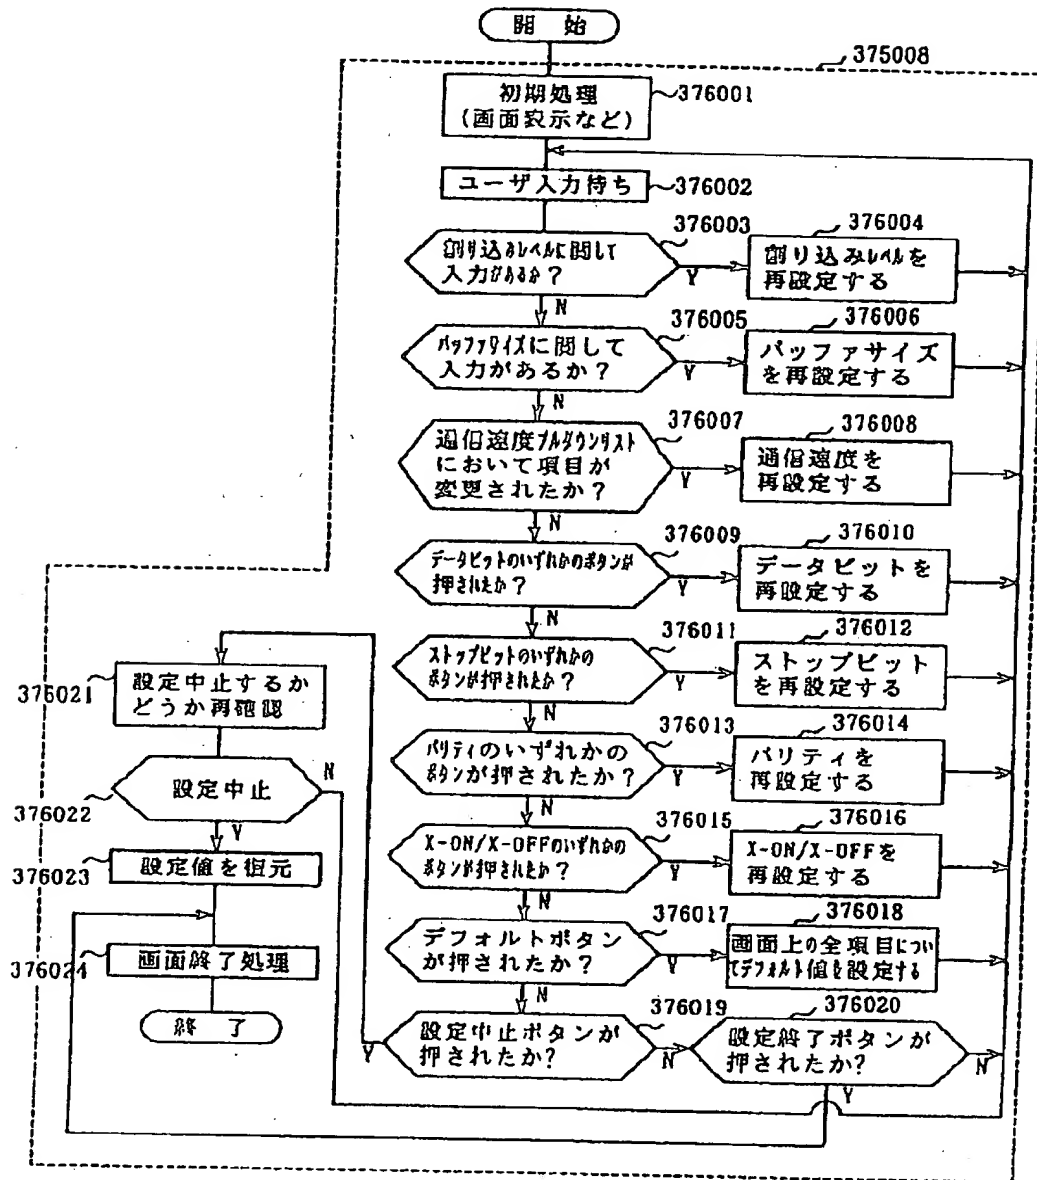 開始
375008
初期処理
(画面表示など)
376001
ユーザ入力待ち
376002
割り込みレベルに関して
入力があるか？
376003
Y
N
376004
割り込みレベルを
再設定する
バッファサイズに関して
入力があるか？
376005
Y
N
376006
バッファサイズ
を再設定する
通信速度プルダウンリスト
において項目が
変更されたか？
376007
Y
N
376008
通信速度を
再設定する
データビットのいずれかのボタンが
押されたか？
376009
Y
N
376010
データビットを
再設定する
ストップビットのいずれかの
ボタンが押されたか？
376011
Y
N
376012
ストップビット
を再設定する
パリティのいずれかの
ボタンが押されたか？
376013
Y
N
376014
パリティを
再設定する
X-ON/X-OFFのいずれかの
ボタンが押されたか？
376015
Y
N
376016
X-ON/X-OFFを
再設定する
デフォルトボタン
が押されたか？
376017
Y
N
376018
画面上の全項目につい
てデフォルト値を設定する
設定中止ボタンが
押されたか?
376019
Y
N
376020
設定終了ボタンが
押されたか?
N
Y
376021
設定中止するか
どうか再確認
376022
設定中止
N
Y
376023
設定値を復元
376024
画面終了処理
終了